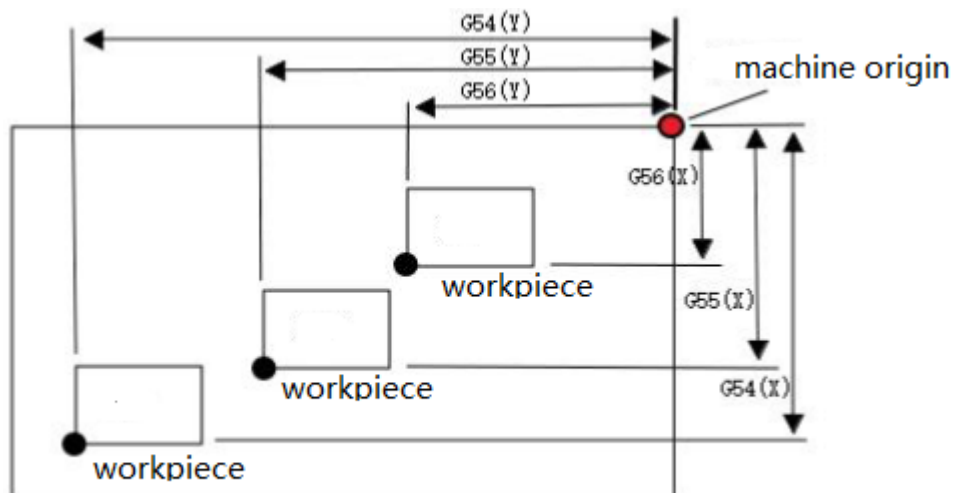 G54(Y)
G55(Y)
machine origin
G56(Y)
G56(X)
workpiece
G55(X)
workpiece
G54(X)
workpiece